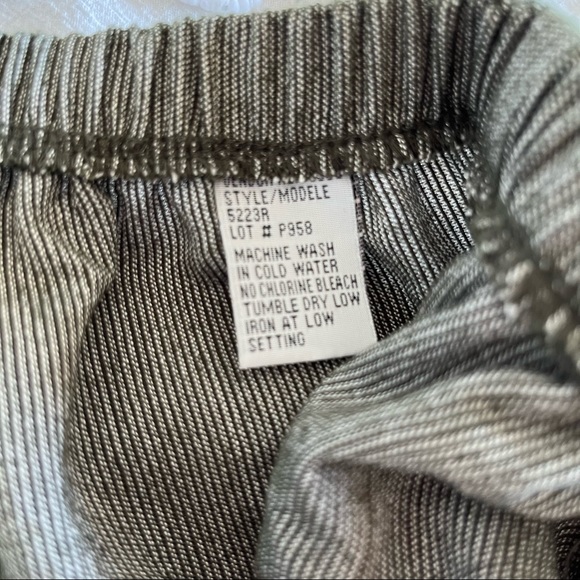 STYLE/MODELE
5223R
LOT # P958
MACHINE WASH
IN COLD WATER
NO CHLORINE BLEACH
TUMBLE DRY LOW
IRON AT LOW
SETTING